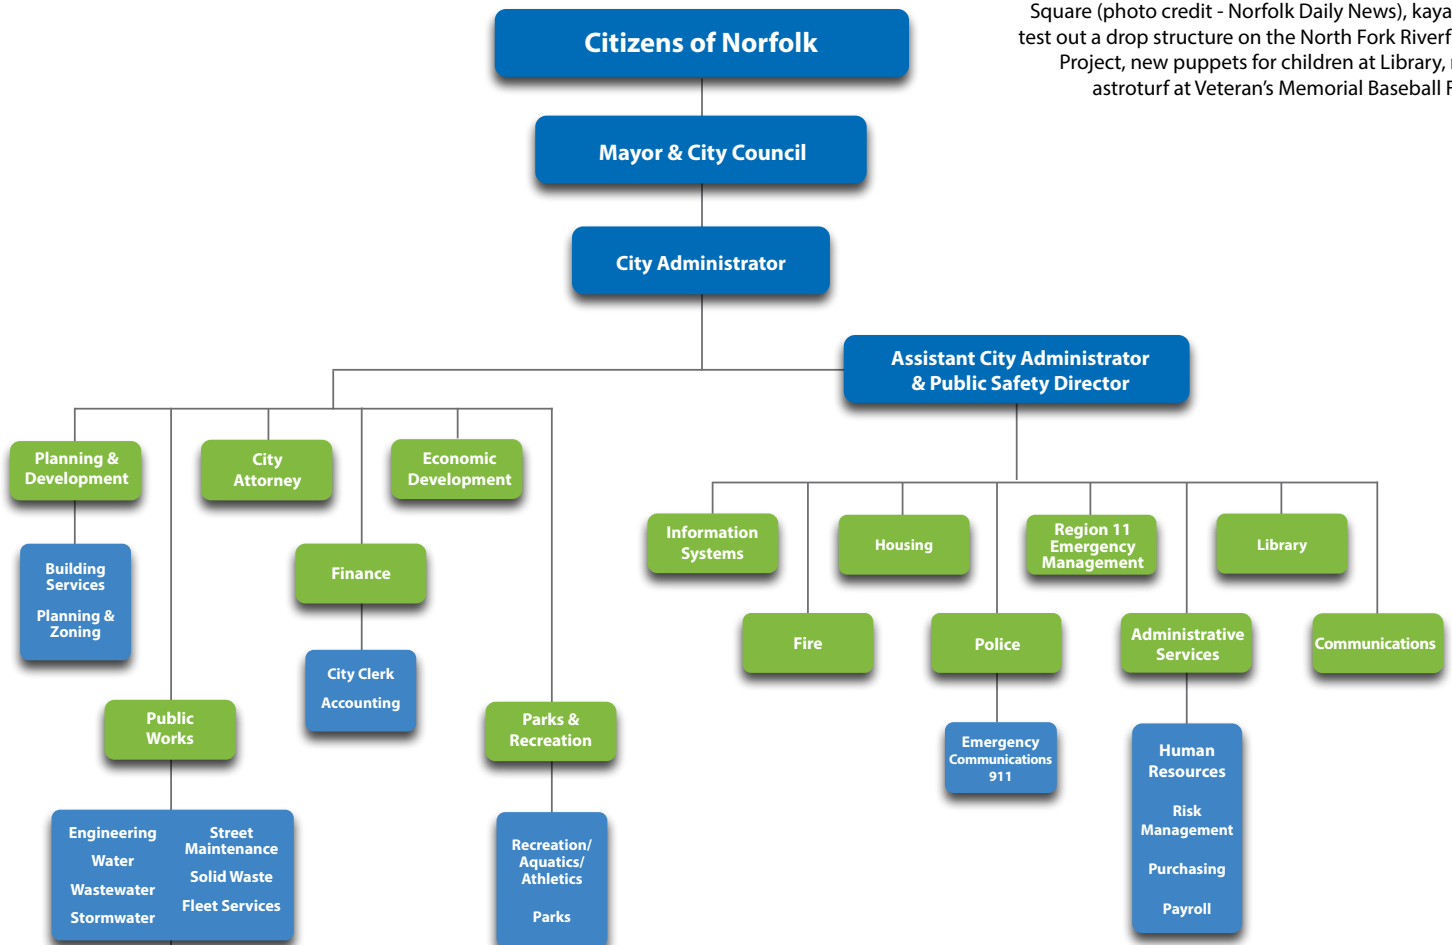 Square (photo credit - Norfolk Daily News),
test out a drop structure on the North Fork
Project, new puppets for children at Library,
astroturf at Veteran's Memorial Baseball
Citizens of Norfolk
Mayor & City Council
City Administrator
Assistant City Administrator
& Public Safety Director
Planning &
Development
City
Attorney
Economic
Development
Building
Services
Planning &
Zoning
Finance
City Clerk
Accounting
Public
Works
Parks &
Recreation
Engineering
Water
Wastewater
Stormwater
Street
Maintenance
Solid Waste
Fleet Services
Recreation/
Aquatics/
Athletics
Parks
Information
Systems
Housing
Region 11
Emergency
Management
Library
Fire
Police
Administrative
Services
Communications
Emergency
Communications
911
Human
Resources
Risk
Management
Purchasing
Payroll